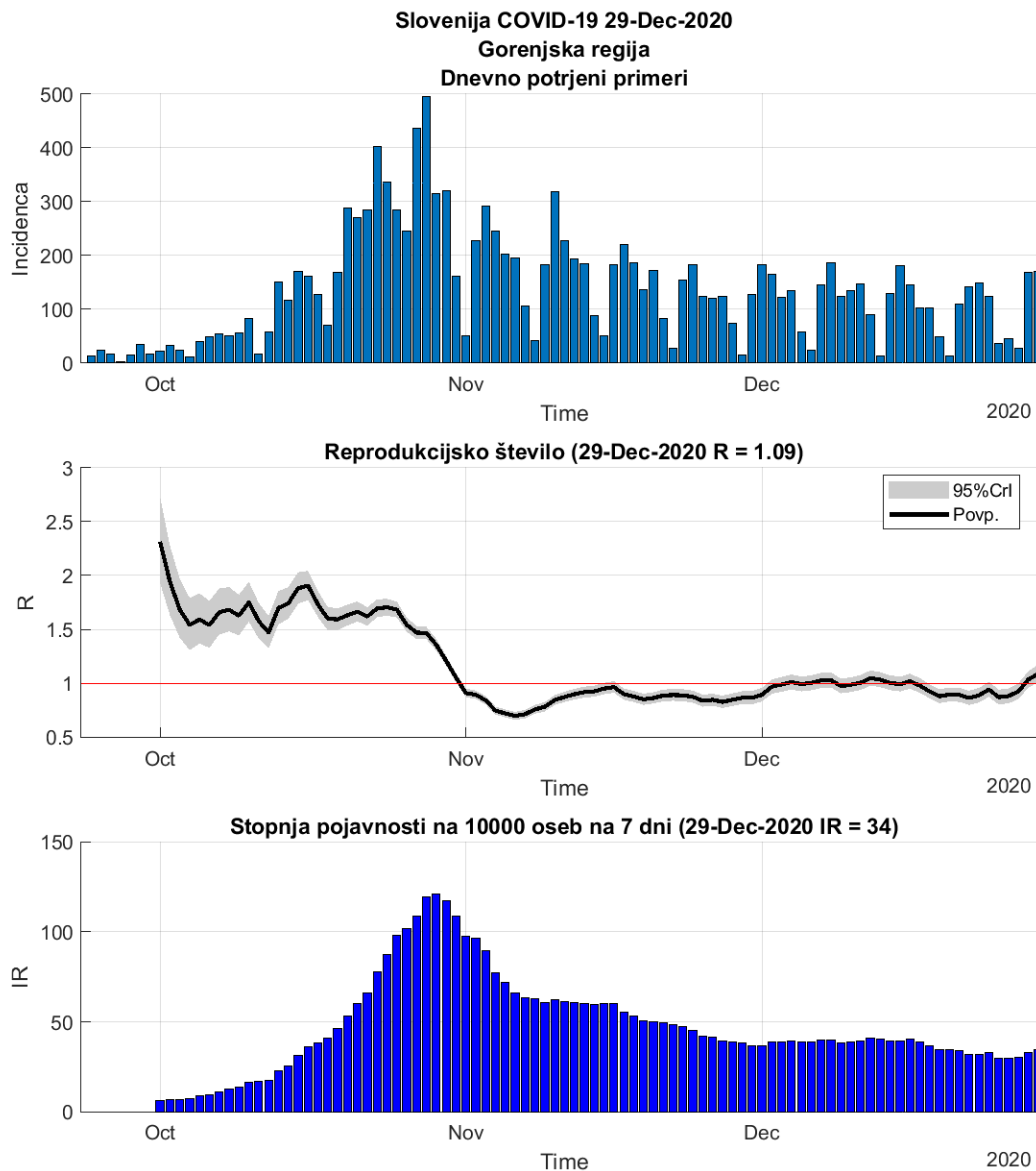 Slovenija COVID-19 29-Dec-2020
Gorenjska regija
Dnevno potrjeni primeri
500
400
300
200
100
0
Incidenca
Oct
Nov
Dec
Time
2020
Reprodukcijsko število (29-Dec-2020 R = 1.09)
3
2.5
2
1.5
1
0.5
R
95%CrI
Povp.
Oct
Nov
Dec
Time
2020
Stopnja pojavnosti na 10000 oseb na 7 dni (29-Dec-2020 IR = 34)
150
100
50
0
IR
Oct
Nov
Dec
Time
2020